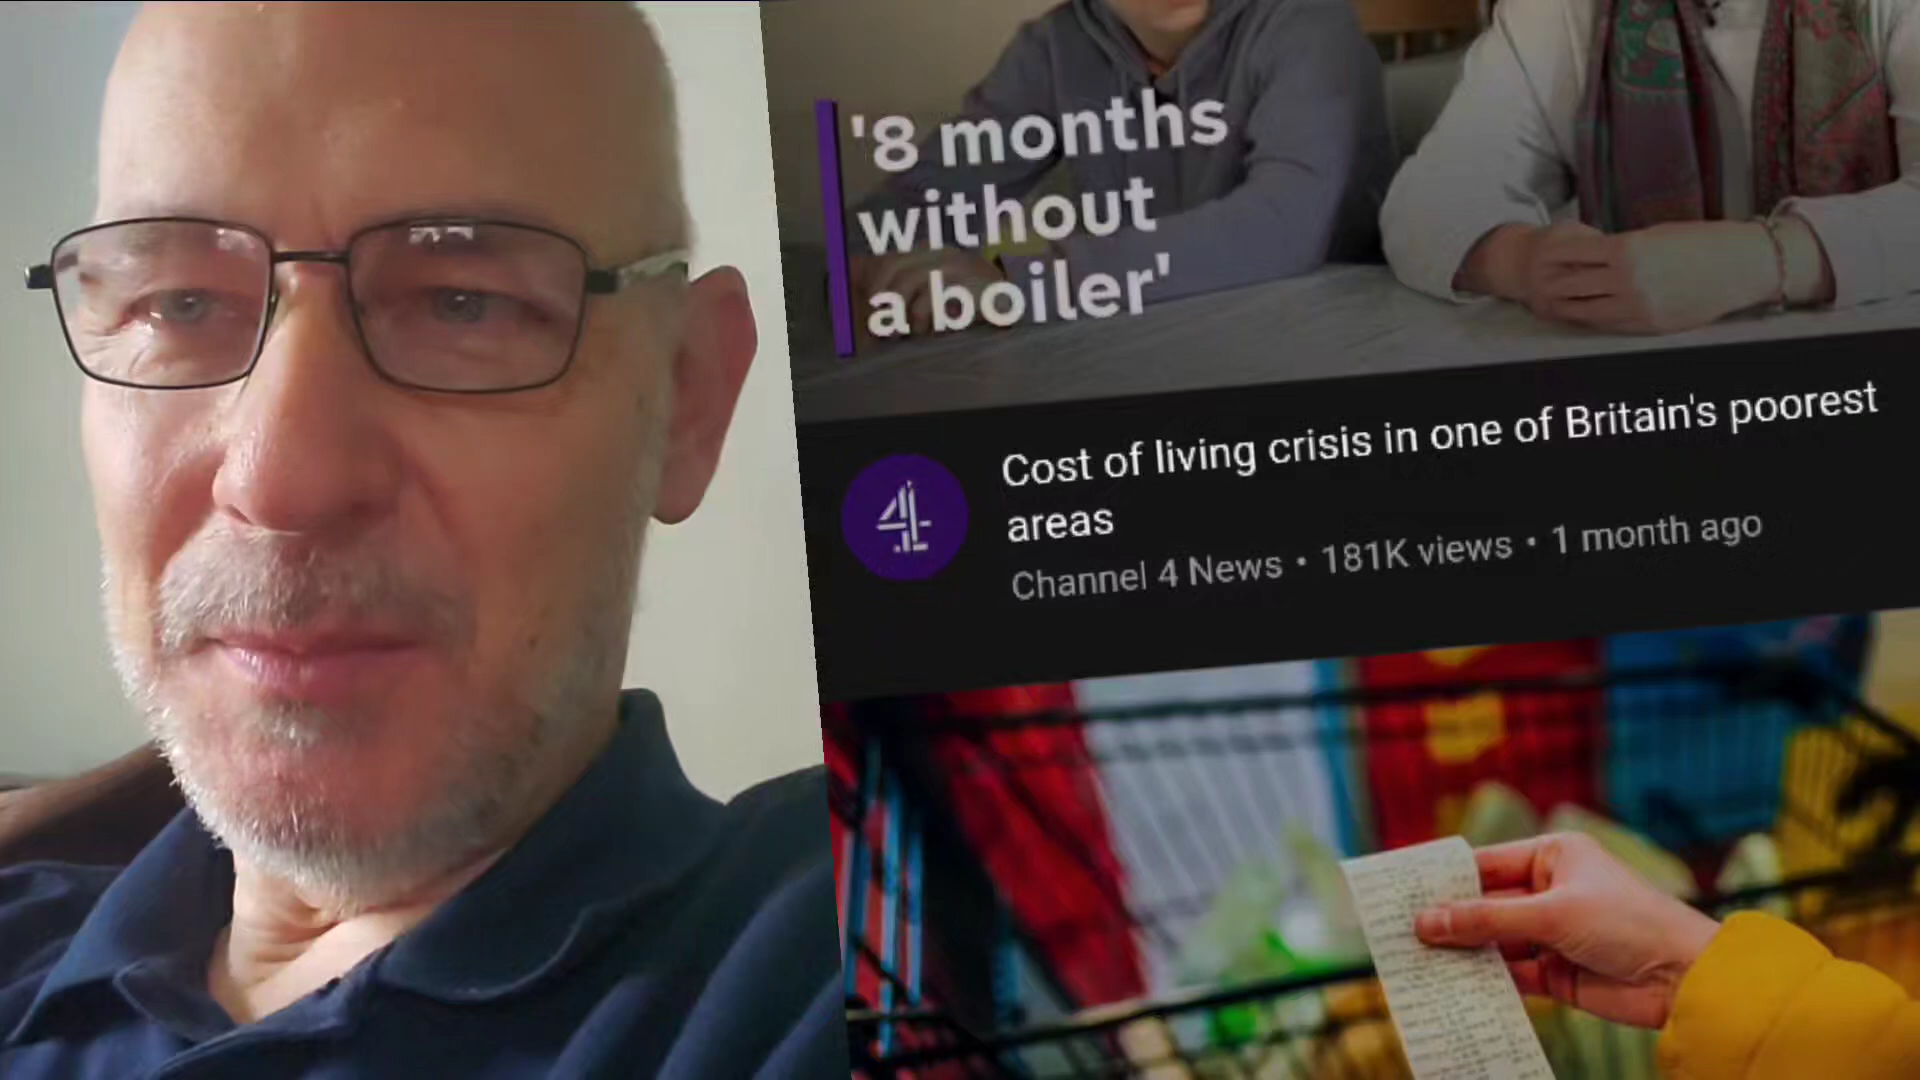 '8 months
without
a boiler'
Cost of living crisis in one of Britain's poorest
areas
Channel 4 News • 181K views • 1 month ago